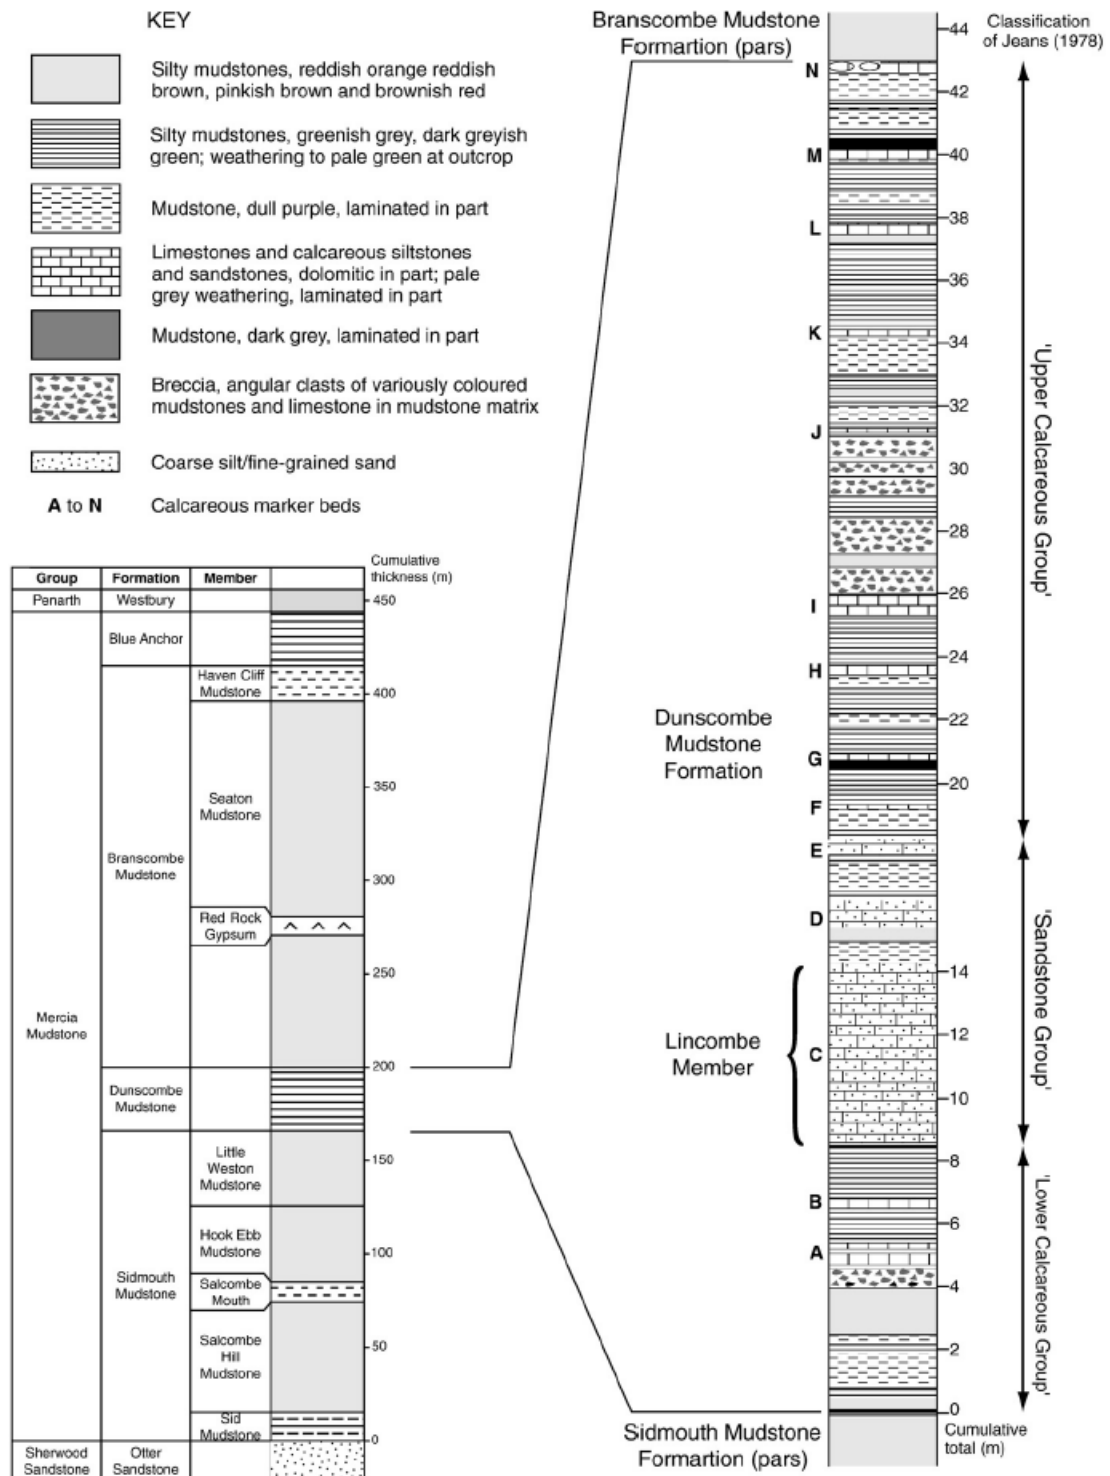 KEY
Silty mudstones, reddish orange reddish
brown, pinkish brown and brownish red
Silty mudstones, greenish grey, dark greyish
green; weathering to pale green at outcrop
Mudstone, dull purple, laminated in part
Limestones and calcareous siltstones
and sandstones, dolomitic in part; pale
grey weathering, laminated in part
Mudstone, dark grey, laminated in part
Breccia, angular clasts of variously coloured
mudstones and limestone in mudstone matrix
Coarse silt/fine-grained sand
A to N Calcareous marker beds
Cumulative
thickness (m)
Group Formation Member
Penarth Westbury
450
Blue Anchor
Haven Cliff
Mudstone
400
Seaton
Mudstone
350
Branscombe
Mudstone
300
Red Rock
Gypsum
250
Mercia
Mudstone
200
Dunscombe
Mudstone
Little
Weston
Mudstone
150
Hook Ebb
Mudstone
100
Sidmouth
Mudstone
Salcombe
Mouth
Salcombe
Hill
Mudstone
50
Sid
Mudstone
0
Sherwood
Sandstone
Otter
Sandstone
Branscombe Mudstone
Formartion (pars)
Classification
of Jeans (1978)
44
N
42
M
40
38
L
36
K
34
32
J
30
28
26
I
24
H
22
G
20
F
E
D
14
12
C
10
8
B
6
A
4
2
0
Dunscombe
Mudstone
Formation
Lincombe
Member
'Upper Calcareous Group'
'Sandstone Group'
'Lower Calcareous Group'
Sidmouth Mudstone
Formartion (pars)
Cumulative
total (m)